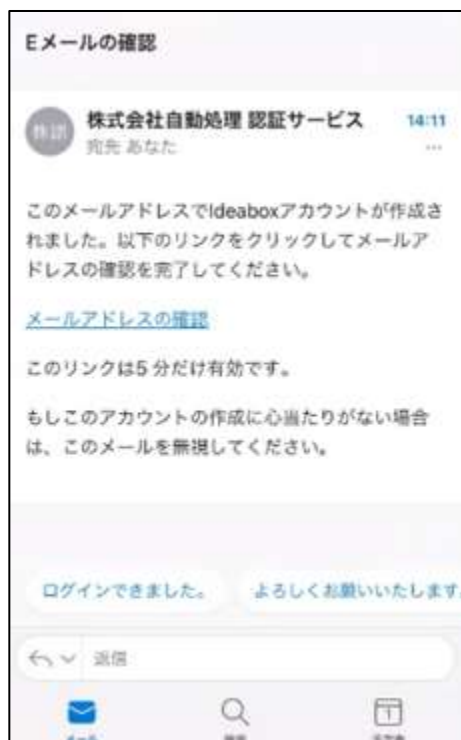 Eメールの確認
株式会社自動処理 認証サービス
14:11
宛先 あなた
...
このメールアドレスでIdeaboxアカウントが作成さ
れました。以下のリンクをクリックしてメールア
ドレスの確認を完了してください。
メールアドレスの確認
このリンクは5 分だけ有効です。
もしこのアカウントの作成に心当たりがない場合
は、このメールを無視してください。
ログインできました。
よろしくお願いいたします。
返信